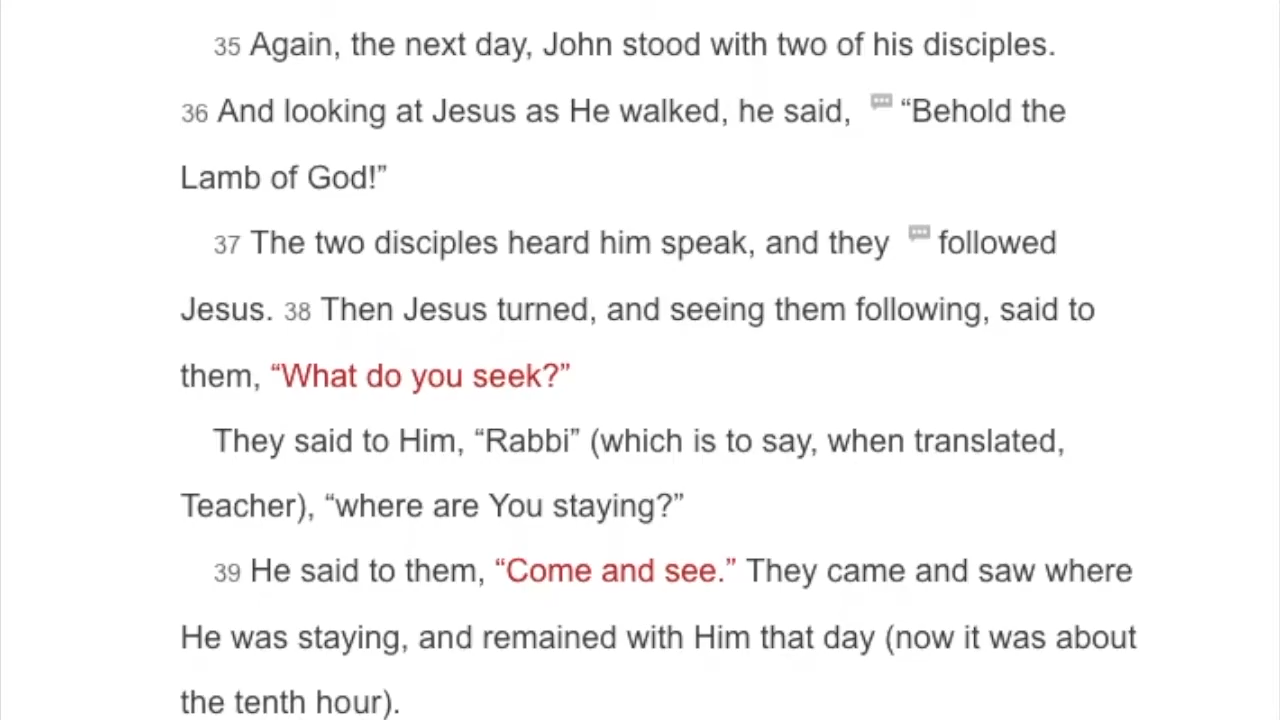 35 Again, the next day, John stood with two of his disciples.
36 And looking at Jesus as He walked, he said, “Behold the
Lamb of God!”
37 The two disciples heard him speak, and they followed
Jesus. 38 Then Jesus turned, and seeing them following, said to
them, “What do you seek?”
They said to Him, “Rabbi” (which is to say, when translated,
Teacher), “where are You staying?”
39 He said to them, “Come and see.” They came and saw where
He was staying, and remained with Him that day (now it was about
the tenth hour).